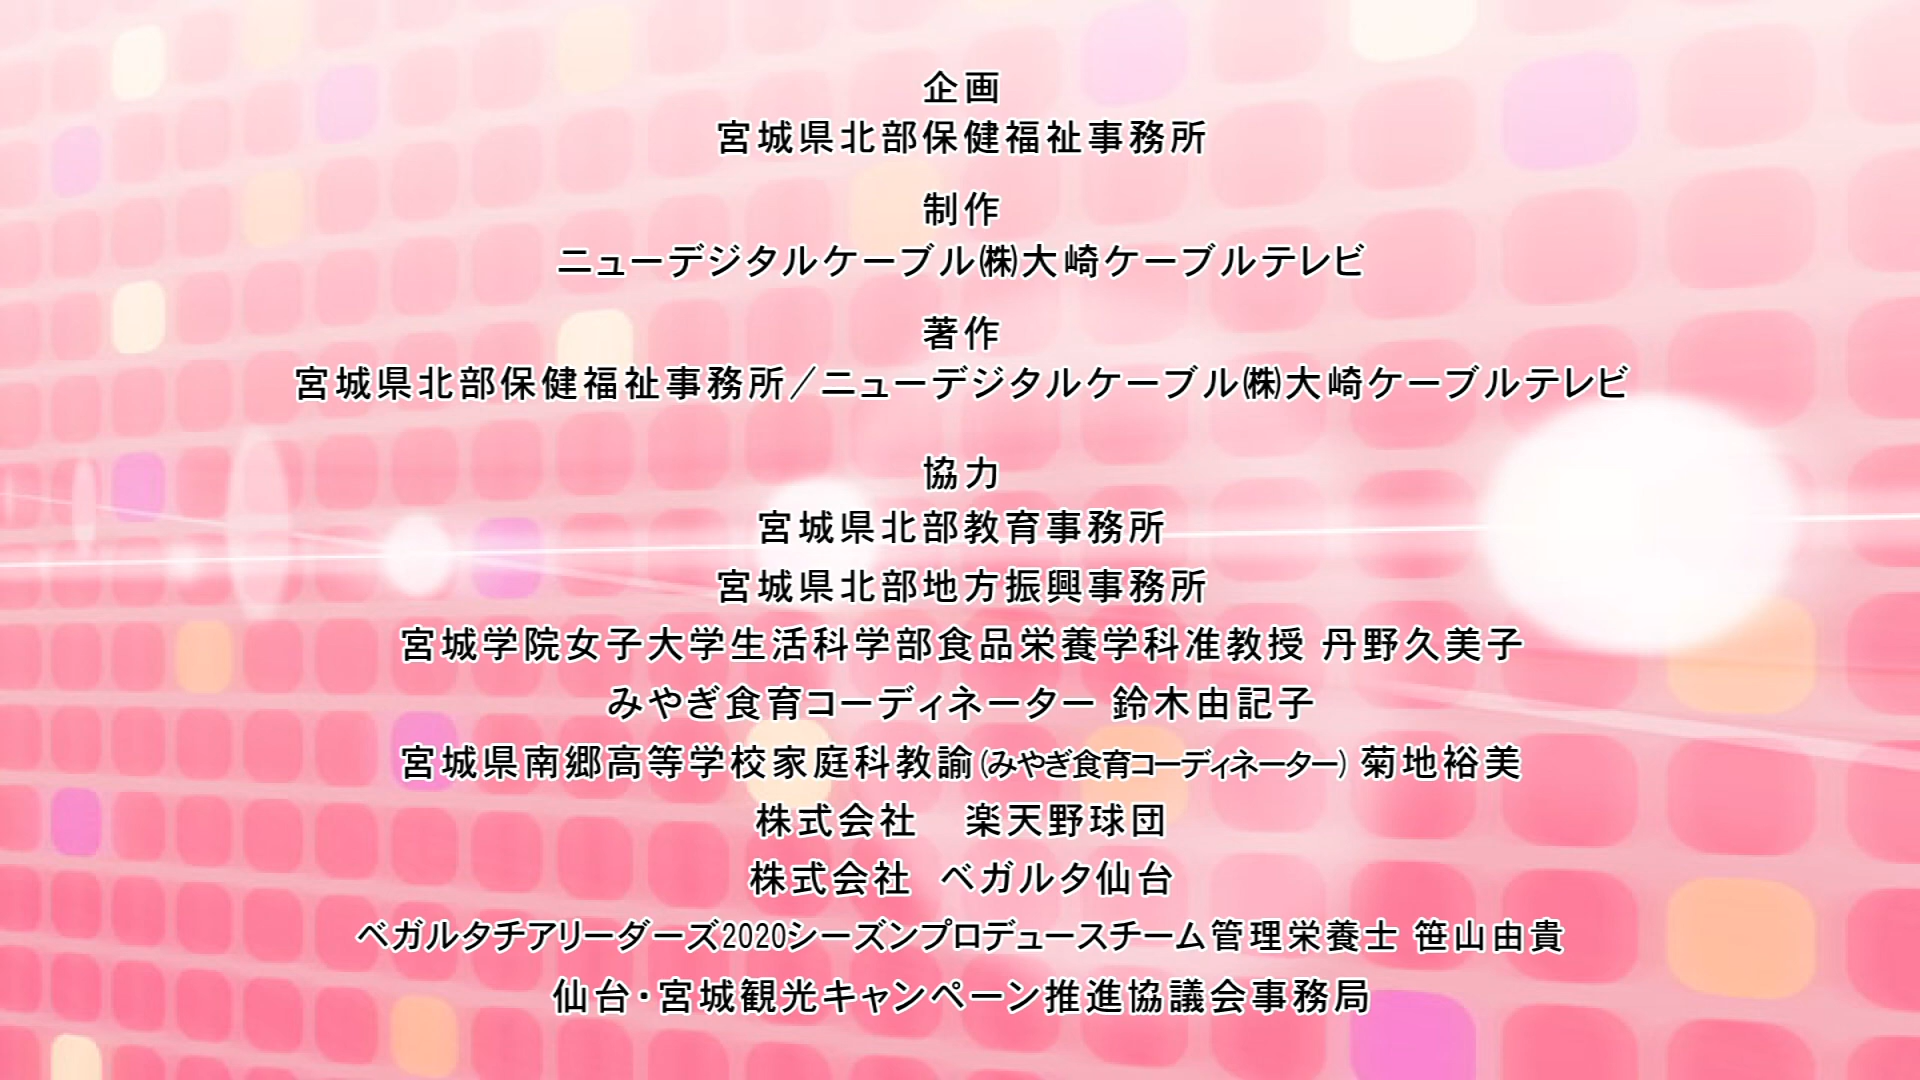 企画
宮城県北部保健福祉事務所
制作
ニューデジタルケーブル㈱大崎ケーブルテレビ
著作
宮城県北部保健福祉事務所／ニューデジタルケーブル㈱大崎ケーブルテレビ
協力
宮城県北部教育事務所
宮城県北部地方振興事務所
宮城学院女子大学生活科学部食品栄養学科准教授 丹野久美子
みやぎ食育コーディネーター 鈴木由記子
宮城県南郷高等学校家庭科教諭(みやぎ食育コーディネーター) 菊地裕美
株式会社　楽天野球団
株式会社 ベガルタ仙台
ベガルタチアリーダーズ2020シーズンプロデュースチーム管理栄養士 笹山由貴
仙台・宮城観光キャンペーン推進協議会事務局